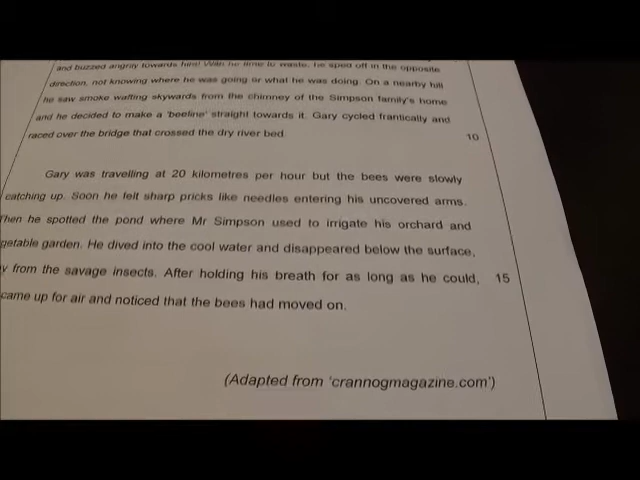 and buzzed angrily towards him! With no time to waste, he sped off in the opposite
direction, not knowing where he was going or what he was doing. On a nearby hill
he saw smoke wafting skywards from the chimney of the Simpson family's home
and he decided to make a 'beeline' straight towards it. Gary cycled frantically and
raced over the bridge that crossed the dry river bed 10
Gary was travelling at 20 kilometres per hour but the bees were slowly
catching up. Soon he felt sharp pricks like needles entering his uncovered arms.
Then he spotted the pond where Mr Simpson used to irrigate his orchard and
getable garden. He dived into the cool water and disappeared below the surface,
y from the savage insects. After holding his breath for as long as he could, 15
came up for air and noticed that the bees had moved on.
(Adapted from 'crannogmagazine.com')